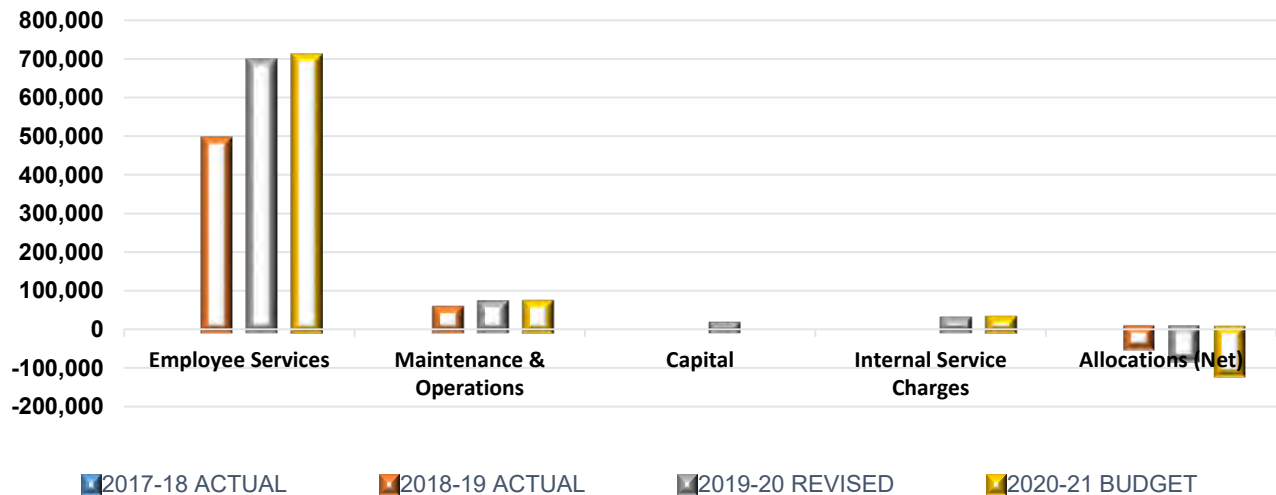 800,000
700,000
600,000
500,000
400,000
300,000
200,000
100,000
0
-100,000
-200,000
Employee Services
Maintenance &
Operations
Capital
Internal Service
Charges
Allocations (Net)
2017-18 ACTUAL
2018-19 ACTUAL
2019-20 REVISED
2020-21 BUDGET